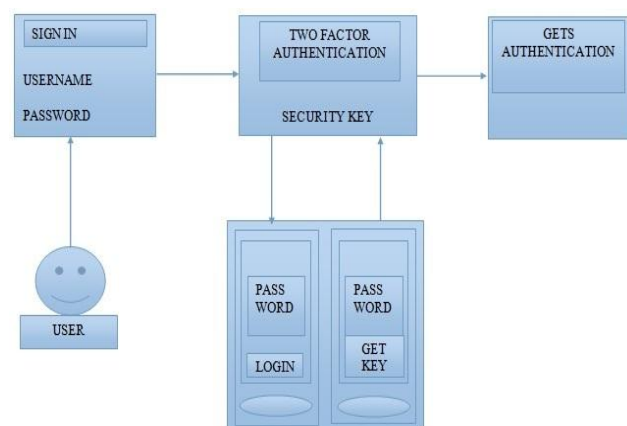 SIGN IN
USERNAME
PASSWORD
TWO FACTOR
AUTHENTICATION
SECURITY KEY
GETS
AUTHENTICATION
USER
PASS
WORD
LOGIN
PASS
WORD
GET
KEY